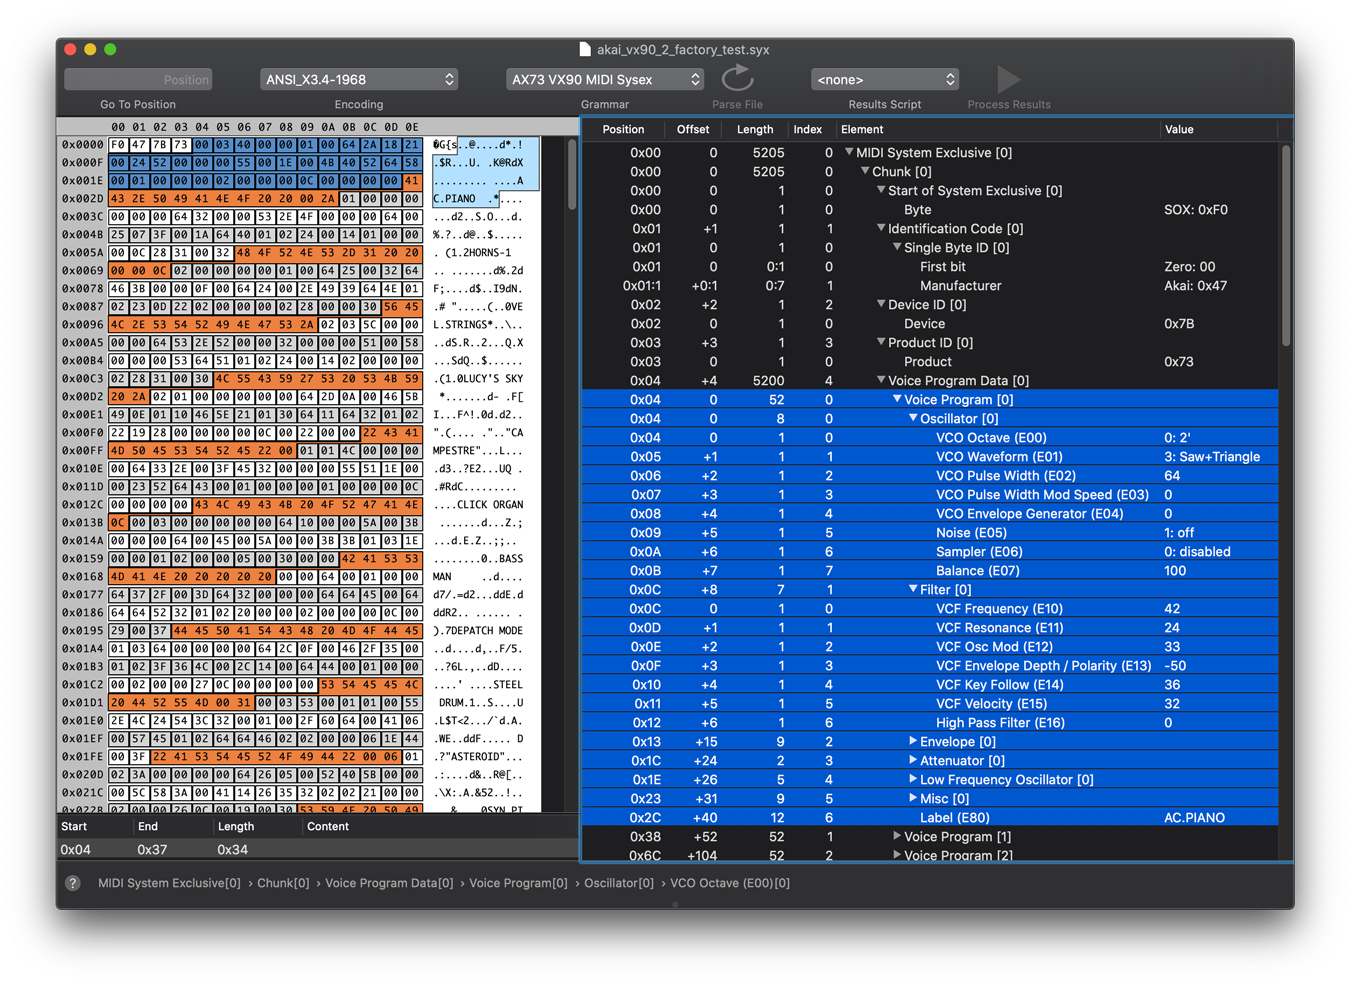 akai_vx90_2_factory_test.syx
Position ANSI_X3.4-1968 AX73 VX90 MIDI Sysex <none>
Go To Position Encoding Grammar Parse File Results Script Process Results
00 01 02 03 04 05 06 07 08 09 0A 0B 0C 0D 0E
0x0000 F0 47 7B 73 00 03 40 00 00 01 00 64 2A 18 21 �G{s..@....d*.!
0x000F 00 24 52 00 00 00 55 00 1E 00 4B 40 52 64 58 .$R...U. .K@RdX
0x001E 00 01 00 00 00 02 00 00 00 0C 00 00 00 00 41 ......... ....A
0x002D 43 2E 50 49 41 4E 4F 20 20 00 2A 01 00 00 00 C.PIANO .*....
0x003C 00 00 00 64 32 00 00 53 2E 4F 00 00 00 64 00 ...d2..S.O...d.
0x004B 25 07 3F 00 1A 64 40 01 02 24 00 14 01 00 00 %.?..d@..$.....
0x005A 00 0C 28 31 00 32 48 4F 52 4E 53 2D 31 20 20 . (1.2HORNS-1
0x0069 00 00 0C 02 00 00 00 00 01 00 64 25 00 32 64 .. .......d%.2d
0x0078 46 3B 00 00 0F 00 64 24 00 2E 49 39 64 4E 01 F;....d$..I9dN.
0x0087 02 23 0D 22 02 00 00 00 02 28 00 00 30 56 45 .# ".....(..0VE
0x0096 4C 2E 53 54 52 49 4E 47 53 2A 02 03 5C 00 00 L.STRINGS*..\..
0x00A5 00 00 64 53 2E 52 00 00 32 00 00 00 51 00 58 ..dS.R..2...Q.X
0x00B4 00 00 00 53 64 51 01 02 24 00 14 02 00 00 00 ...SdQ..$......
0x00C3 02 28 31 00 30 4C 55 43 59 27 53 20 53 4B 59 .(1.0LUCY'S SKY
0x00D2 20 2A 02 01 00 00 00 00 00 64 2D 0A 00 46 5B *.......d- .F[
0x00E1 49 0E 01 10 46 5E 21 01 30 64 11 64 32 01 02 I...F^!.0d.d2..
0x00F0 22 19 28 00 00 00 00 0C 00 22 00 00 22 43 41 ".(.... .".."CA
0x00FF 4D 50 45 53 54 52 45 22 00 01 01 4C 00 00 00 MPESTRE"...L...
0x010E 00 64 33 2E 00 3F 45 32 00 00 00 55 51 1E 00 .d3..?E2...UQ .
0x011D 00 23 52 64 43 00 01 00 00 00 01 00 00 00 0C .#RdC..........
0x012C 00 00 00 00 43 4C 49 43 4B 20 4F 52 47 41 4E ....CLICK ORGAN
0x013B 0C 00 03 00 00 00 00 00 64 10 00 00 5A 00 3B .......d...Z.;
0x014A 00 00 00 64 00 45 00 5A 00 00 3B 3B 01 03 1E ...d.E.Z..;;..
0x0159 00 00 01 02 00 00 05 00 30 00 00 42 41 53 53 ........0..BASS
0x0168 4D 41 4E 20 20 20 20 20 00 00 64 00 01 00 00 MAN ..d....
0x0177 64 37 2F 00 3D 64 32 00 00 00 64 64 45 00 64 d7/.=d2...ddE.d
0x0186 64 64 52 32 01 02 20 00 00 02 00 00 00 0C 00 ddR2.. ...... .
0x0195 29 00 37 44 45 50 41 54 43 48 20 4D 4F 44 45 ).7DEPATCH MODE
0x01A4 01 03 64 00 00 00 00 64 2C 0F 00 46 2F 35 00 ..d....d,..F/5.
0x01B3 01 02 3F 36 4C 00 2C 14 00 64 44 00 01 00 00 ..?6L.,..dD....
0x01C2 00 02 00 00 27 0C 00 00 00 00 53 54 45 45 4C ....' ....STEEL
0x01D1 20 44 52 55 4D 00 31 00 03 53 00 01 01 00 55 DRUM.1..S....U
0x01E0 2E 4C 24 54 3C 32 00 01 00 2F 60 64 00 41 06 .L$T<2.../`d.A.
0x01EF 00 57 45 01 02 64 64 46 02 02 00 00 06 1E 44 .WE..ddF..... D
0x01FE 00 3F 22 41 53 54 45 52 4F 49 44 22 00 06 01 .?"ASTEROID"...
0x020D 02 3A 00 00 00 00 64 26 05 00 52 40 5B 00 00 .:....d&..R@[..
0x021C 00 5C 58 3A 00 41 14 26 35 32 02 02 21 00 00 .\X:.A.&52..!..
0x022B 02 00 00 26 0C 00 19 00 30 53 59 4E 20 50 49
Start End Length Content
0x04 0x37 0x34
Position Offset Length Index Element Value
0x00 0 5205 0 MIDI System Exclusive [0]
0x00 0 5205 0 Chunk [0]
0x00 0 1 0 Start of System Exclusive [0]
0x00 0 1 0 Byte SOX: 0xF0
0x01 +1 1 1 Identification Code [0]
0x01 0 1 0 Single Byte ID [0]
0x01 0 0:1 0 First bit Zero: 00
0x01:1 +0:1 0:7 1 Manufacturer Akai: 0x47
0x02 +2 1 2 Device ID [0]
0x02 0 1 0 Device 0x7B
0x03 +3 1 3 Product ID [0]
0x03 0 1 0 Product 0x73
0x04 +4 5200 4 Voice Program Data [0]
0x04 0 52 0 Voice Program [0]
0x04 0 8 0 Oscillator [0]
0x04 0 1 0 VCO Octave (E00) 0: 2'
0x05 +1 1 1 VCO Waveform (E01) 3: Saw+Triangle
0x06 +2 1 2 VCO Pulse Width (E02) 64
0x07 +3 1 3 VCO Pulse Width Mod Speed (E03) 0
0x08 +4 1 4 VCO Envelope Generator (E04) 0
0x09 +5 1 5 Noise (E05) 1: off
0x0A +6 1 6 Sampler (E06) 0: disabled
0x0B +7 1 7 Balance (E07) 100
0x0C +8 7 1 Filter [0]
0x0C 0 1 0 VCF Frequency (E10) 42
0x0D +1 1 1 VCF Resonance (E11) 24
0x0E +2 1 2 VCF Osc Mod (E12) 33
0x0F +3 1 3 VCF Envelope Depth / Polarity (E13) -50
0x10 +4 1 4 VCF Key Follow (E14) 36
0x11 +5 1 5 VCF Velocity (E15) 32
0x12 +6 1 6 High Pass Filter (E16) 0
0x13 +15 9 2 Envelope [0]
0x1C +24 2 3 Attenuator [0]
0x1E +26 5 4 Low Frequency Oscillator [0]
0x23 +31 9 5 Misc [0]
0x2C +40 12 6 Label (E80) AC.PIANO
0x38 +52 52 1 Voice Program [1]
0x6C +104 52 2 Voice Program [2]
? MIDI System Exclusive[0] › Chunk[0] › Voice Program Data[0] › Voice Program[0] › Oscillator[0] › VCO Octave (E00)[0]